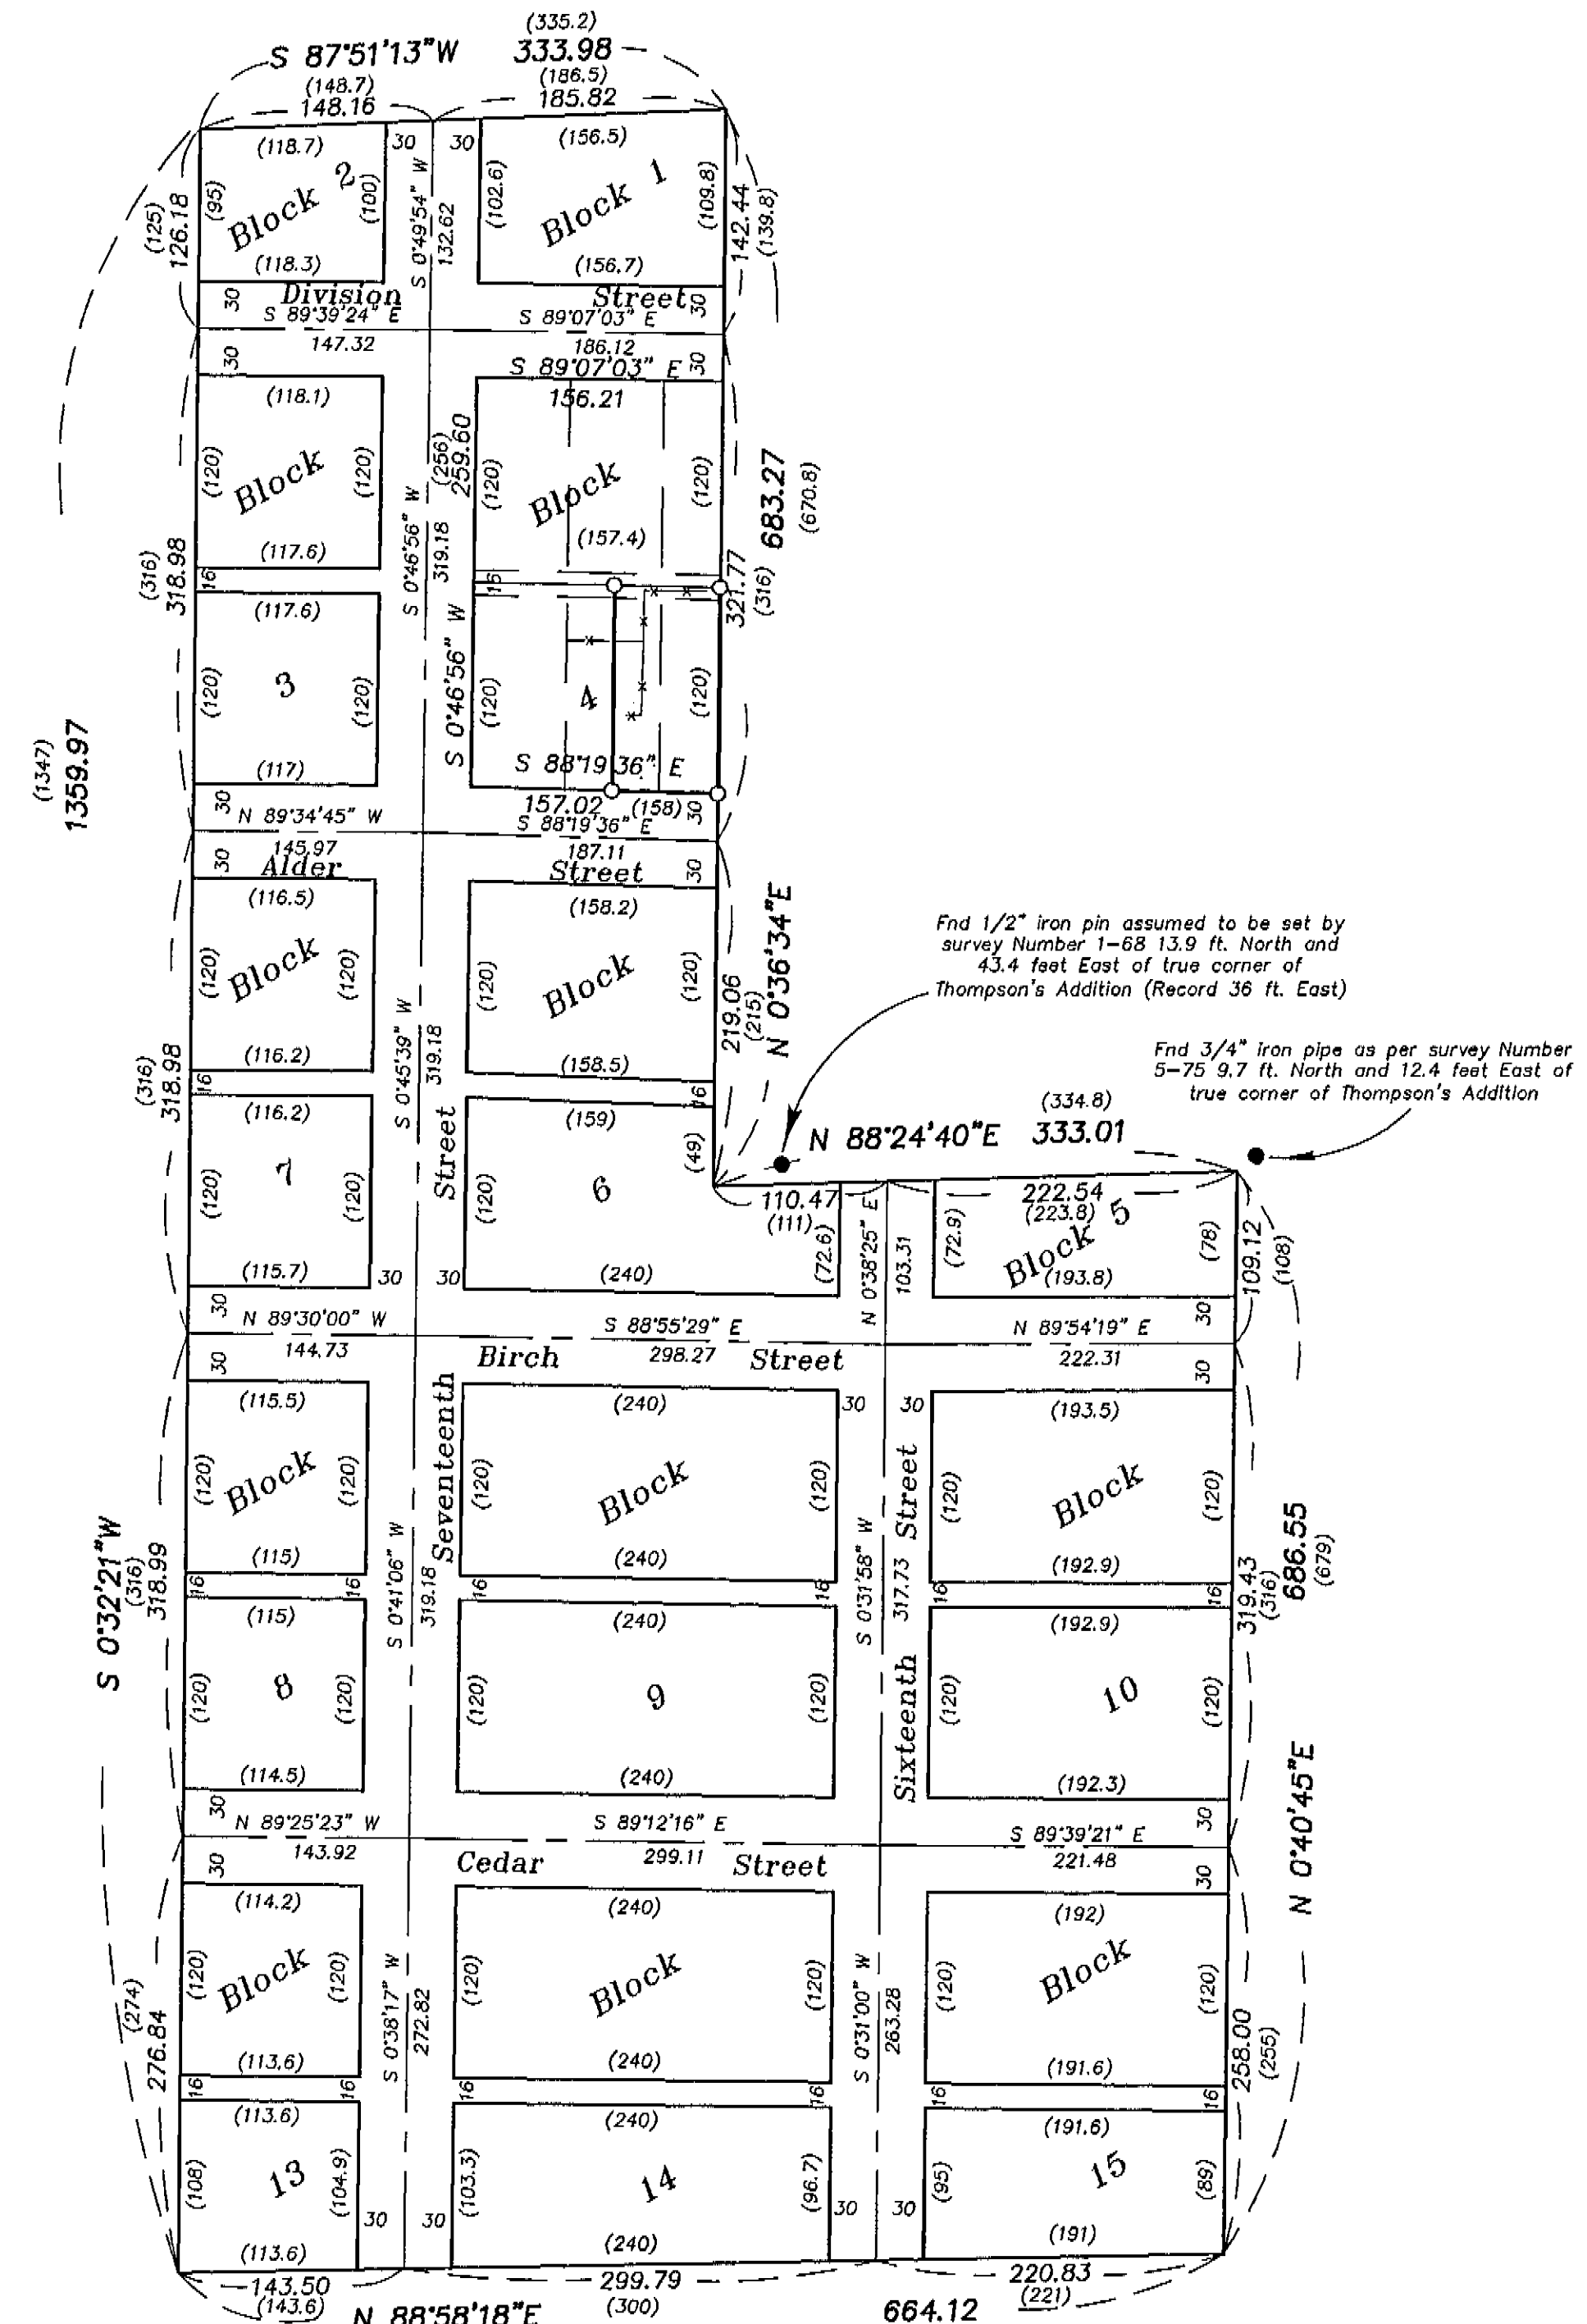 (335.2)
S 87°51'13"W 333.98
(148.7) (186.5)
148.16 185.82
(118.7) 30 30 (156.5)
(125) 126.18 (95) Block 2 (100) S 0°49'54" W 132.62 (102.6) Block 1 (109.8) 142.44 (139.8)
(118.3) (156.7)
30 Division Street 30
S 89°39'24" E S 89°07'03" E
147.32 186.12
30 S 89°07'03" E 30
(118.1) 156.21
(120) Block (120) (256) 259.60 (120) Block (120) 683.27 (670.8)
(157.4)
(117.6)
(316) 318.98 16 S 0°46'56" W 319.18 16 321.77 (316)
(117.6)
(1347) 1359.97 (120) 3 (120) S 0°46'56" W (120) 4 (120)
(117) S 88°19'36" E
30 157.02 (158) 30
N 89°34'45" W S 88°19'36" E
145.97 187.11
30 Alder Street 30
(116.5) (158.2)
(120) Block (120) (120) Block (120) N 0°36'34"E
Fnd 1/2" iron pin assumed to be set by
survey Number 1-68 13.9 ft. North and
43.4 feet East of true corner of
Thompson's Addition (Record 36 ft. East)
219.06 (215)
(116.2) (158.5)
(316) 318.98 16 S 0°45'39" W 319.18 16
Fnd 3/4" iron pipe as per survey Number
5-75 9.7 ft. North and 12.4 feet East of
true corner of Thompson's Addition
(116.2) (159) (49) (334.8)
N 88°24'40"E 333.01
(120) 7 (120) Street (120) 6
110.47 222.54
(111) (223.8)
(72.6) N 0°38'25" E 103.31 (72.9) Block 5 (78) 109.12 (108)
(115.7) 30 30 (240) (193.8)
30 30
N 89°30'00" W S 88°55'29" E N 89°54'19" E
144.73 Birch 298.27 Street 222.31
30 30
(115.5) (240) 30 30 (193.5)
(120) Block (120) Seventeenth (120) Block (120) Street (120) Block (120)
(115) (240) (192.9)
S 0°32'21"W (316) 318.99 16 16 S 0°41'06" W 319.18 16 16 S 0°31'58" W 317.73 16 16 319.43 (316) 686.55 (679)
(115) (240) (192.9)
(120) 8 (120) (120) 9 (120) Sixteenth (120) 10 (120)
(114.5) (240) (192.3)
30 30
N 89°25'23" W S 89°12'16" E S 89°39'21" E
143.92 Cedar 299.11 Street 221.48
30 30
N 0°40'45"E
(114.2) (240) (192)
(120) Block (120) (120) Block (120) (120) Block (120)
(274) 276.84 S 0°38'17" W 272.82 S 0°31'00" W 263.28 258.00 (255)
(113.6) (240) (191.6)
16 16 16 16 16 16
(113.6) (240) (191.6)
(108) 13 (104.9) (103.3) 14 (96.7) (95) 15 (89)
30 30 30 30
(113.6) (240) (191)
143.50 299.79 220.83
(143.6) (300) (221)
N 88°58'18"E 664.12